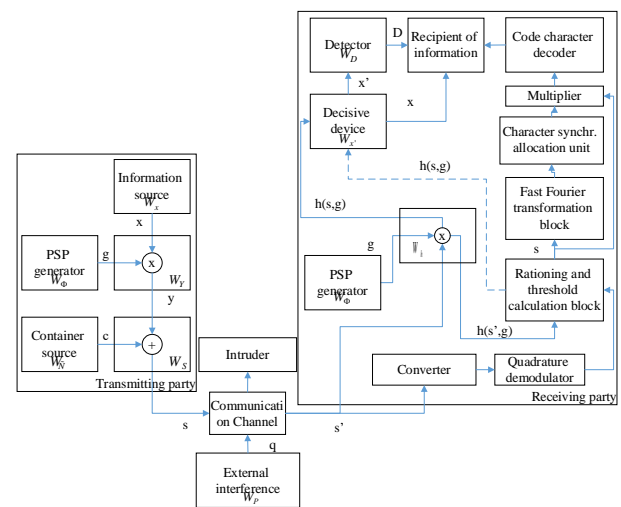 Detector
W_D
D
Recipient of
information
Code character
decoder
x'
x
Multiplier
Decisive
device
W_x'
Character synchr.
allocation unit
h(s,g)
h(s,g)
Fast Fourier
transformation
block
s
Information
source
W_x
x
PSP
generator
W_Φ
g
x
W_Y
y
Container
source
c
+
W_S
Transmitting party
s
g
x
PSP
generator
W_Φ
h(s',g)
Rationing and
threshold
calculation block
Intruder
Converter
Quadrature
demodulator
Receiving party
Communicati
on Channel
s'
q
External
interference
W_P